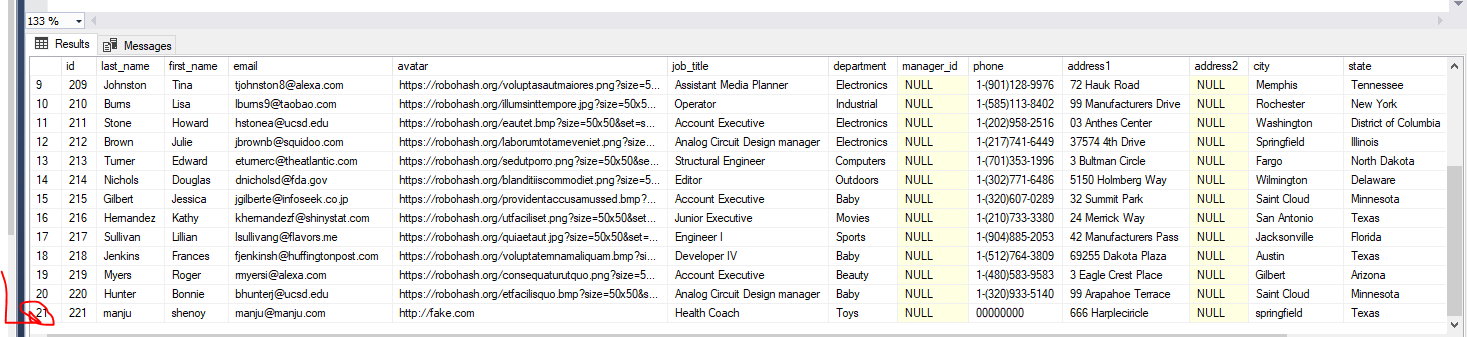 133 %
Results Messages
id last_name first_name email avatar job_title department manager_id phone address1 address2 city state
9 209 Johnston Tina tjohnston8@alexa.com https://robohash.org/voluptasautmaiores.png?size=5... Assistant Media Planner Electronics NULL 1-(901)128-9976 72 Hauk Road NULL Memphis Tennessee
10 210 Burns Lisa lburns9@taobao.com https://robohash.org/illumsinttempore.jpg?size=50x5... Operator Industrial NULL 1-(585)113-8402 99 Manufacturers Drive NULL Rochester New York
11 211 Stone Howard hstonea@ucsd.edu https://robohash.org/eautet.bmp?size=50x50&set=s... Account Executive Electronics NULL 1-(202)958-2516 03 Anthes Center NULL Washington District of Columbia
12 212 Brown Julie jbrownb@squidoo.com https://robohash.org/laborumtotameveniet.png?size=... Analog Circuit Design manager Electronics NULL 1-(217)741-6449 37574 4th Drive NULL Springfield Illinois
13 213 Turner Edward eturnerc@theatlantic.com https://robohash.org/sedutporro.png?size=50x50&se... Structural Engineer Computers NULL 1-(701)353-1996 3 Bultman Circle NULL Fargo North Dakota
14 214 Nichols Douglas dnicholsd@fda.gov https://robohash.org/blanditiiscommodiet.png?size=5... Editor Outdoors NULL 1-(302)771-6486 5150 Holmberg Way NULL Wilmington Delaware
15 215 Gilbert Jessica jgilberte@infoseek.co.jp https://robohash.org/providentaccusamussed.bmp?... Account Executive Baby NULL 1-(320)607-0289 32 Summit Park NULL Saint Cloud Minnesota
16 216 Hernandez Kathy khernandezf@shinystat.com https://robohash.org/utfaciliset.png?size=50x50&set... Junior Executive Movies NULL 1-(210)733-3380 24 Merrick Way NULL San Antonio Texas
17 217 Sullivan Lillian lsullivang@flavors.me https://robohash.org/quiaetaut.jpg?size=50x50&set=... Engineer I Sports NULL 1-(904)885-2053 42 Manufacturers Pass NULL Jacksonville Florida
18 218 Jenkins Frances fjenkinsh@huffingtonpost.com https://robohash.org/voluptatemnamaliquam.bmp?si... Developer IV Baby NULL 1-(512)764-3809 69255 Dakota Plaza NULL Austin Texas
19 219 Myers Roger rmyersi@alexa.com https://robohash.org/consequaturutquo.png?size=5... Account Executive Beauty NULL 1-(480)583-9583 3 Eagle Crest Place NULL Gilbert Arizona
20 220 Hunter Bonnie bhunterj@ucsd.edu https://robohash.org/etfacilisquo.bmp?size=50x50&s... Analog Circuit Design manager Baby NULL 1-(320)933-5140 99 Arapahoe Terrace NULL Saint Cloud Minnesota
21 221 manju shenoy manju@manju.com http://fake.com Health Coach Toys NULL 00000000 666 Harpleciricle NULL springfield Texas